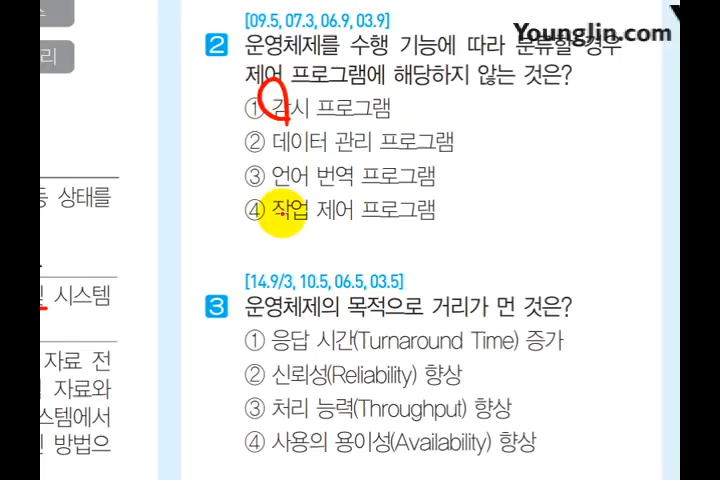 [09.5, 07.3, 06.9, 03.9]
Younglin.com
2 운영체제를 수행 기능에 따라 분류할 경우
제어 프로그램에 해당하지 않는 것은?
① 감시 프로그램
② 데이터 관리 프로그램
③ 언어 번역 프로그램
④ 작업 제어 프로그램
[14.9/3, 10.5, 06.5, 03.5]
3 운영체제의 목적으로 거리가 먼 것은?
① 응답 시간(Turnaround Time) 증가
② 신뢰성(Reliability) 향상
③ 처리 능력(Throughput) 향상
④ 사용의 용이성(Availability) 향상
리
상태를
시스템
자료 전
자료와
스템에서
방법으